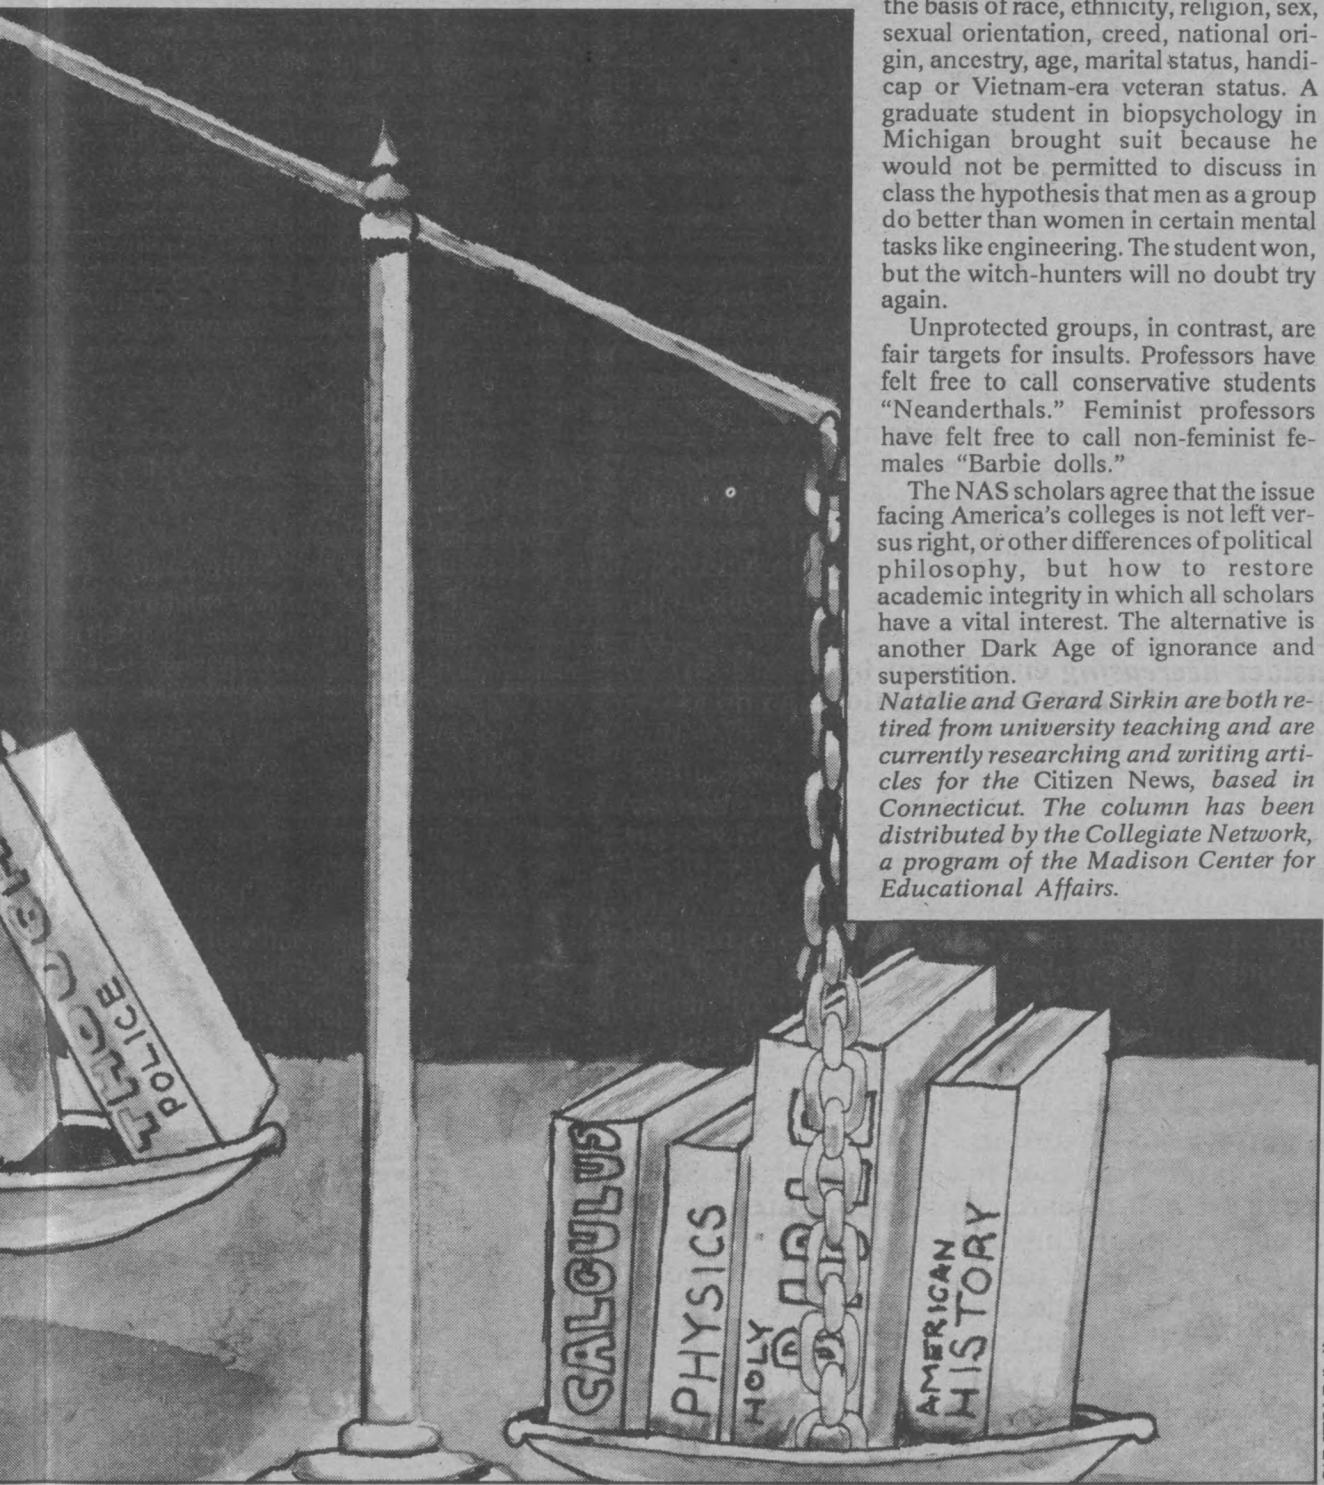 the basis of race, ethnicity, religion, sex,
sexual orientation, creed, national ori-
gin, ancestry, age, marital status, handi-
cap or Vietnam-era veteran status. A
graduate student in biopsychology in
Michigan brought suit because he
would not be permitted to discuss in
class the hypothesis that men as a group
do better than women in certain mental
tasks like engineering. The student won,
but the witch-hunters will no doubt try
again.
Unprotected groups, in contrast, are
fair targets for insults. Professors have
felt free to call conservative students
“Neanderthals.” Feminist professors
have felt free to call non-feminist fe-
males “Barbie dolls.”
The NAS scholars agree that the issue
facing America’s colleges is not left ver-
sus right, or other differences of political
philosophy, but how to restore
academic integrity in which all scholars
have a vital interest. The alternative is
another Dark Age of ignorance and
superstition.
Natalie and Gerard Sirkin are both re-
tired from university teaching and are
currently researching and writing arti-
cles for the Citizen News, based in
Connecticut. The column has been
distributed by the Collegiate Network,
a program of the Madison Center for
Educational Affairs.
THOUGHT
POLICE
CALCULUS
PHYSICS
HOLY
AMERICAN
HISTORY